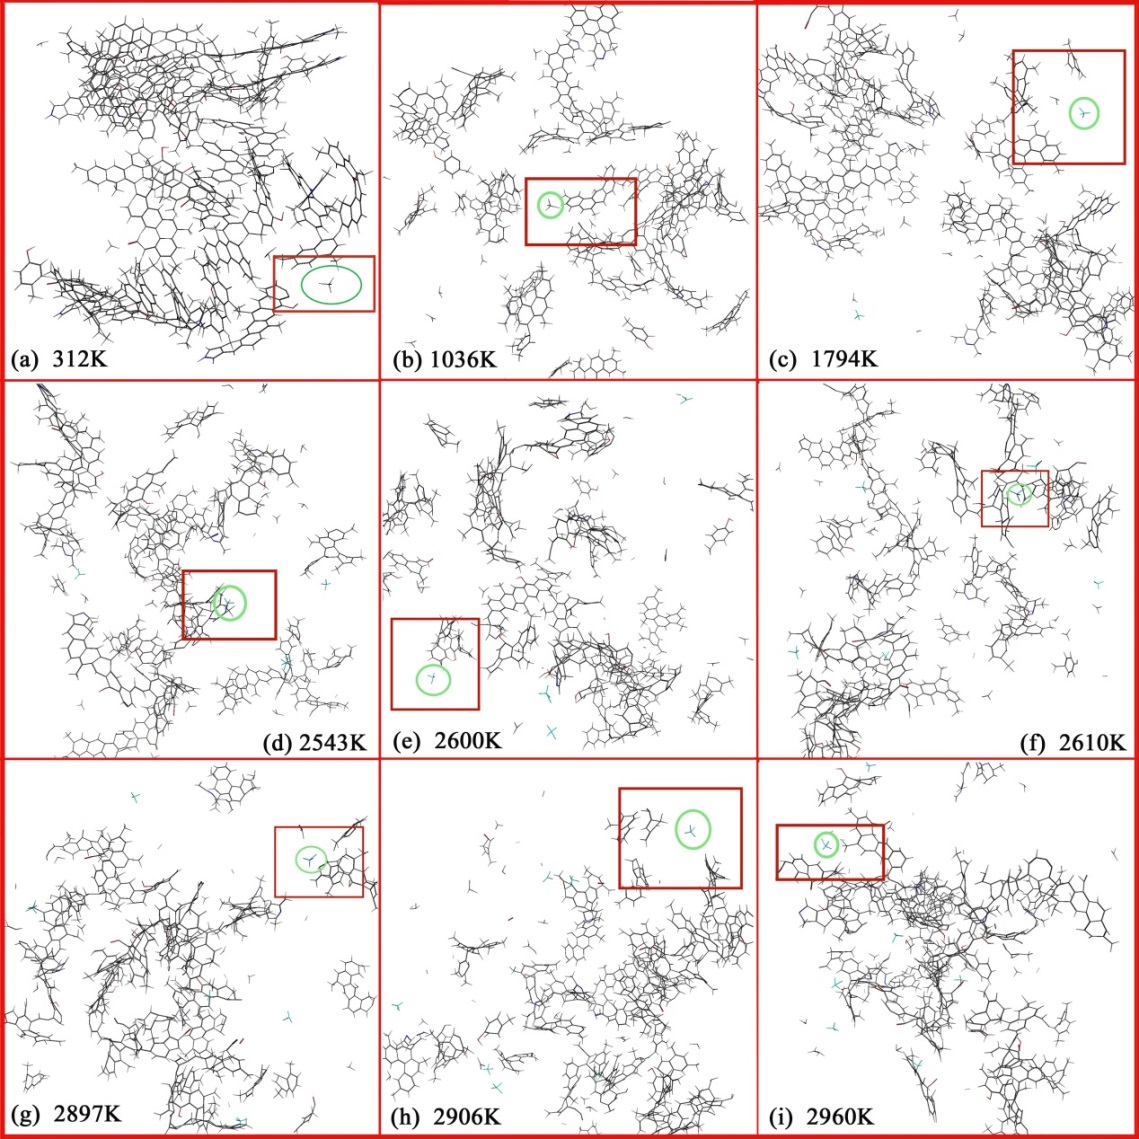 (a) 312K
(b) 1036K
(c) 1794K
(d) 2543K
(e) 2600K
(f) 2610K
(g) 2897K
(h) 2906K
(i) 2960K